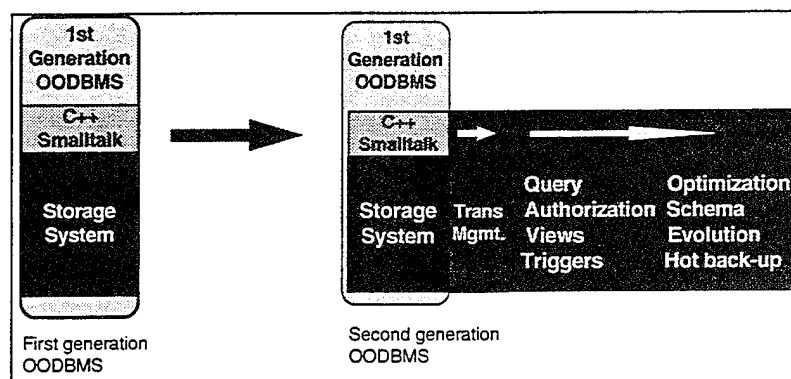 1st
Generation
OODBMS
C++
Smalltalk
Storage
System
First generation
OODBMS
1st
Generation
OODBMS
C++
Smalltalk
Storage
System
Trans
Mgmt.
Query
Authorization
Views
Triggers
Optimization
Schema
Evolution
Hot back-up
Second generation
OODBMS